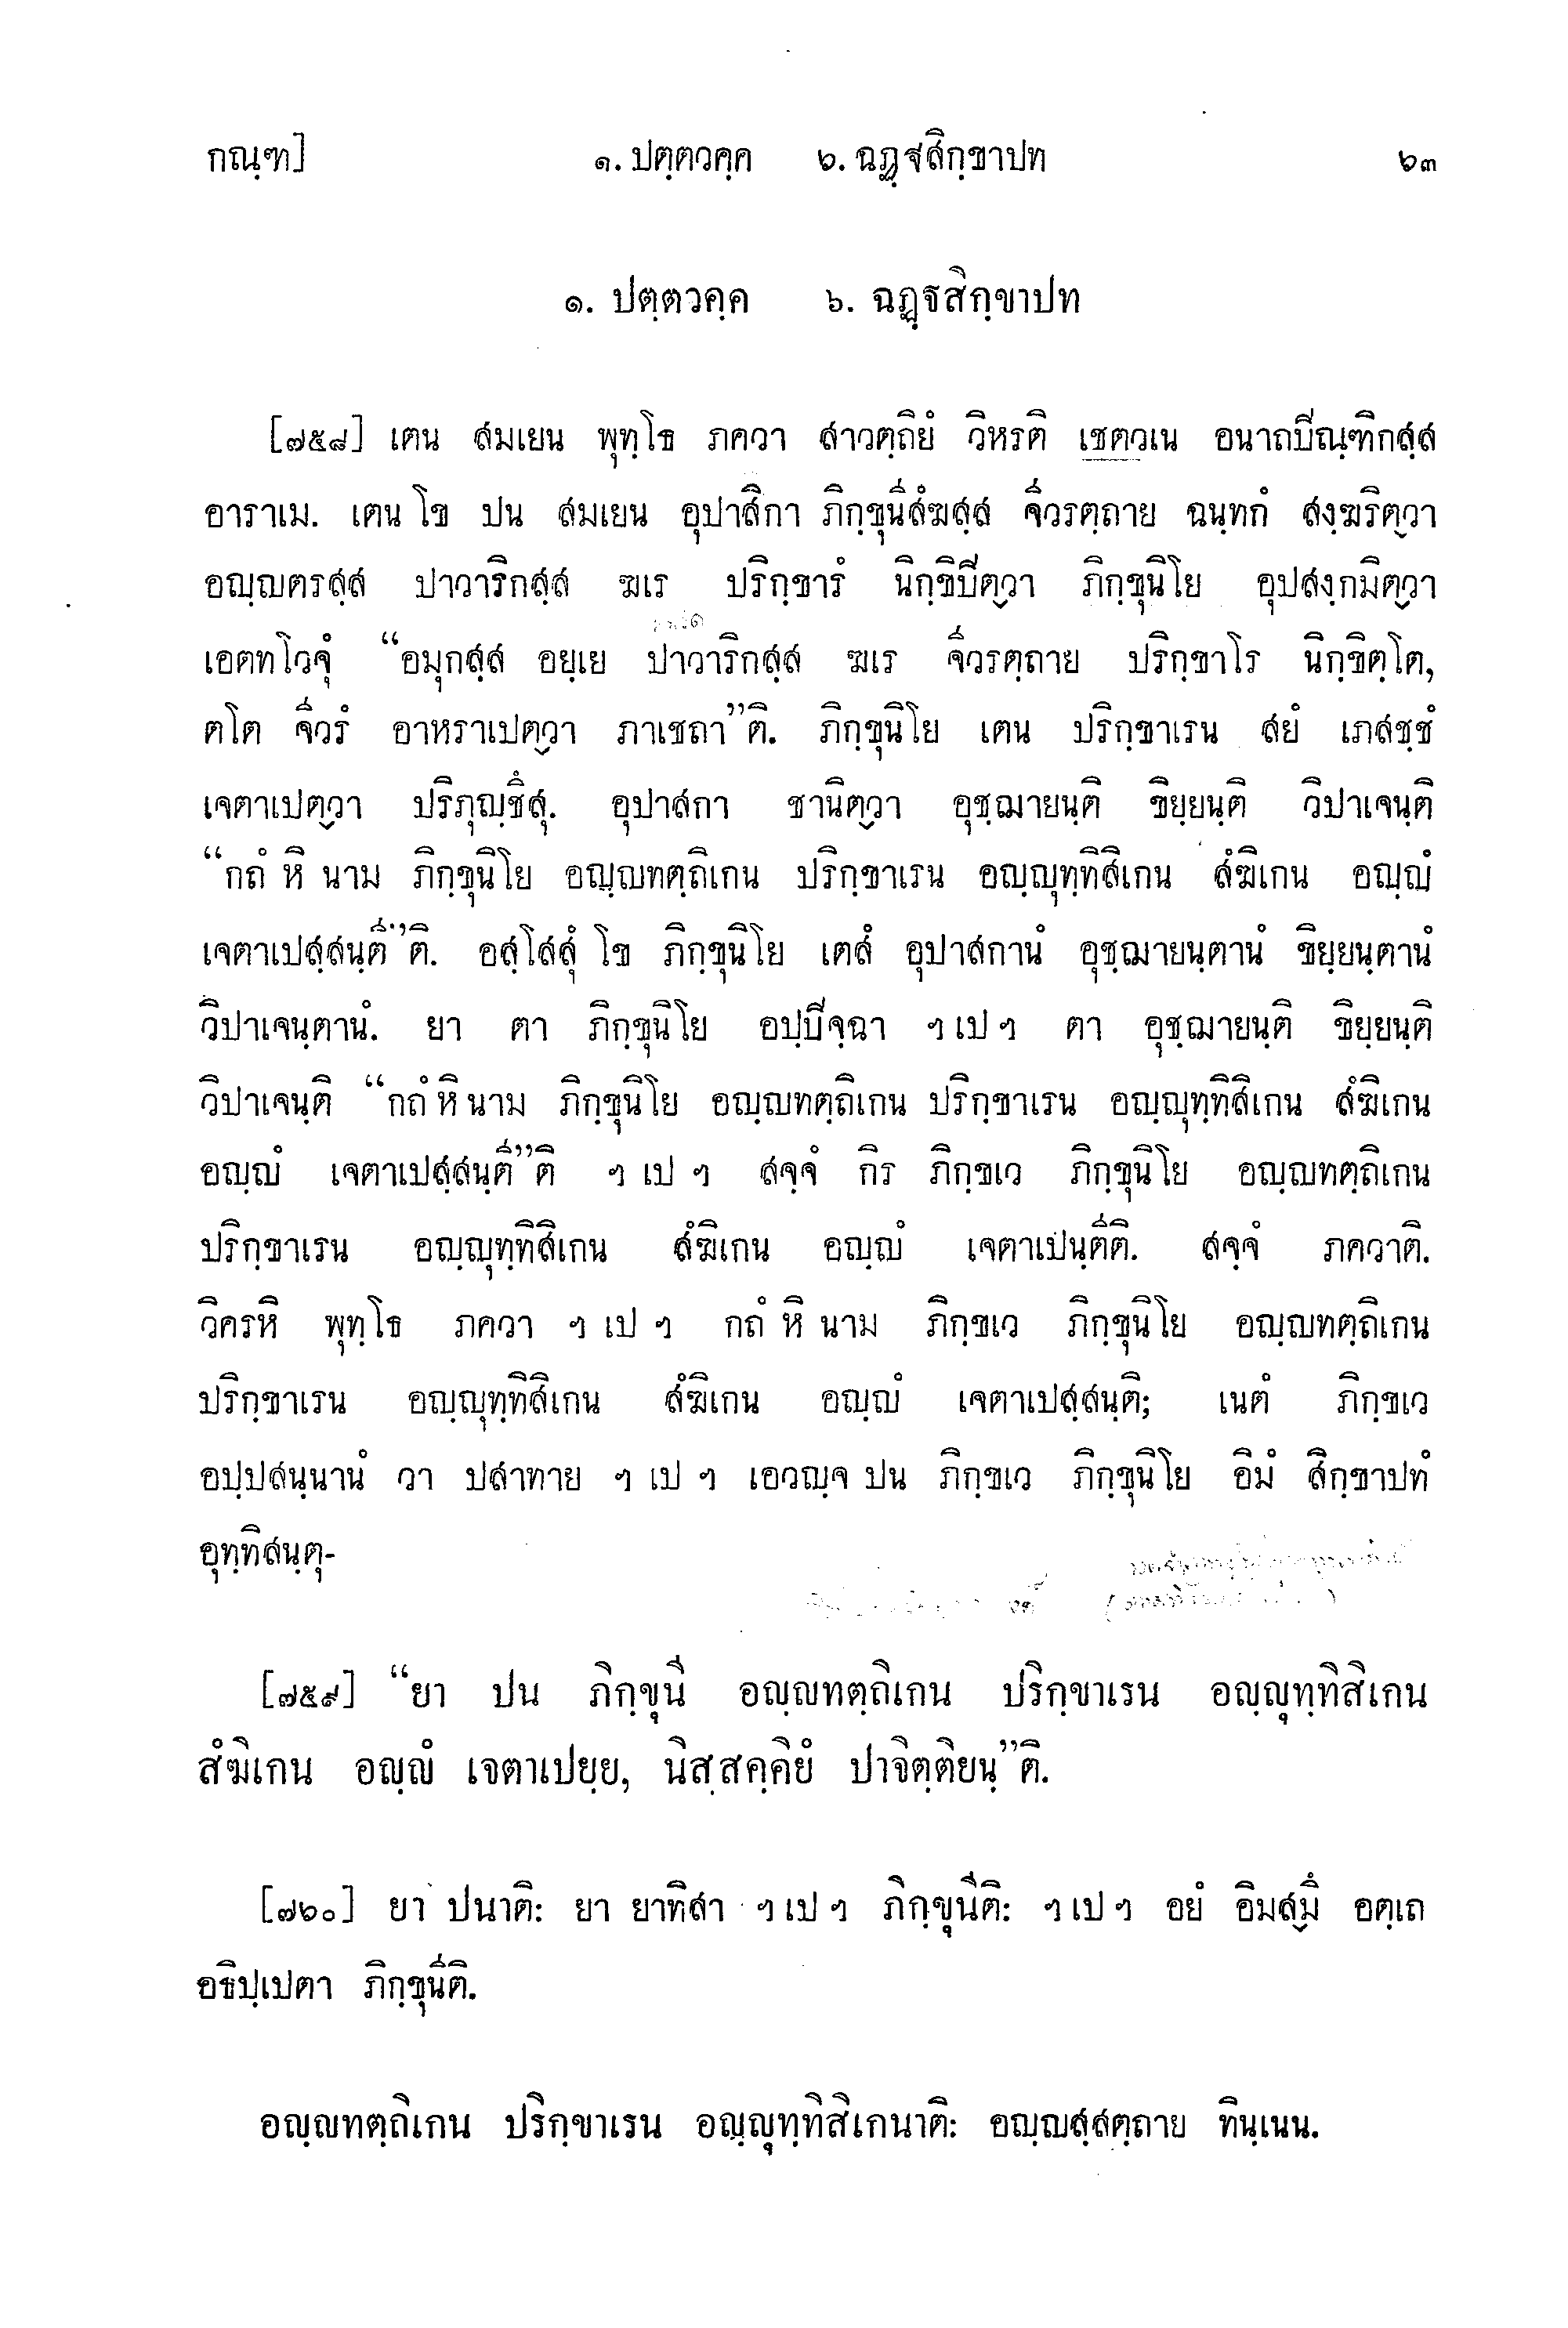 กณฺฑ] ๑. ปตฺตวคฺค ๖. ฉฏฺฐสิกฺขาปท ๖๓
๑. ปตฺตวคฺค ๖. ฉฏฺฐสิกฺขาปท
[๗๕๘] เตน สมเยน พุทฺโธ ภควา สาวตฺถิยํ วิหรติ เชตวเน อนาถปิณฺฑิกสฺส
อาราเม. เตน โข ปน สมเยน อุปาสิกา ภิกฺขุนีสํฆสฺส จีวรตฺถาย ฉนฺทกํ สงฺฆริตฺวา
อญฺญตรสฺส ปาวาริกสฺส ฆเร ปริกฺขารํ นิกฺขิปิตฺวา ภิกฺขุนิโย อุปสงฺกมิตฺวา
เอตทโวจุํ “อมุกสฺส อยฺเย ปาวาริกสฺส ฆเร จีวรตฺถาย ปริกฺขาโร นิกฺขิตฺโต,
ตโต จีวรํ อาหราเปตฺวา ภาเชถา”ติ. ภิกฺขุนิโย เตน ปริกฺขาเรน สยํ เภสชฺชํ
เจตาเปตฺวา ปริภุญฺชึสุ. อุปาสกา ชานิตฺวา อุชฺฌายนฺติ ขิยฺยนฺติ วิปาเจนฺติ
“กถํ หิ นาม ภิกฺขุนิโย อญฺญทตฺถิเกน ปริกฺขาเรน อญฺญุทฺทิสิเกน สํฆิเกน อญฺญํ
เจตาเปสฺสนฺตี”ติ. อสฺโสสุํ โข ภิกฺขุนิโย เตสํ อุปาสกานํ อุชฺฌายนฺตานํ ขิยฺยนฺตานํ
วิปาเจนฺตานํ. ยา ตา ภิกฺขุนิโย อปฺปิจฺฉา ฯ เป ฯ ตา อุชฺฌายนฺติ ขิยฺยนฺติ
วิปาเจนฺติ “กถํ หิ นาม ภิกฺขุนิโย อญฺญทตฺถิเกน ปริกฺขาเรน อญฺญุทฺทิสิเกน สํฆิเกน
อญฺญํ เจตาเปสฺสนฺตี”ติ ฯ เป ฯ สจฺจํ กิร ภิกฺขเว ภิกฺขุนิโย อญฺญทตฺถิเกน
ปริกฺขาเรน อญฺญุทฺทิสิเกน สํฆิเกน อญฺญํ เจตาเปนฺตีติ. สจฺจํ ภควาติ.
วิครหิ พุทฺโธ ภควา ฯ เป ฯ กถํ หิ นาม ภิกฺขเว ภิกฺขุนิโย อญฺญทตฺถิเกน
ปริกฺขาเรน อญฺญุทฺทิสิเกน สํฆิเกน อญฺญํ เจตาเปสฺสนฺติ; เนตํ ภิกฺขเว
อปฺปสนฺนานํ วา ปสาทาย ฯ เป ฯ เอวญฺจ ปน ภิกฺขเว ภิกฺขุนิโย อิมํ สิกฺขาปทํ
อุทฺทิสนฺตุ-
[๗๕๙] “ยา ปน ภิกฺขุนี อญฺญทตฺถิเกน ปริกฺขาเรน อญฺญุทฺทิสิเกน
สํฆิเกน อญฺญํ เจตาเปยฺย, นิสฺสคฺคิยํ ปาจิตฺติยนฺ”ติ.
[๗๖๐] ยา ปนาติ: ยา ยาทิสา ฯ เป ฯ ภิกฺขุนีติ: ฯ เป ฯ อยํ อิมสฺมึ อตฺเถ
อธิปฺเปตา ภิกฺขุนีติ.
อญฺญทตฺถิเกน ปริกฺขาเรน อญฺญุทฺทิสิเกนาติ: อญฺญสฺสตฺถาย ทินฺเนน.